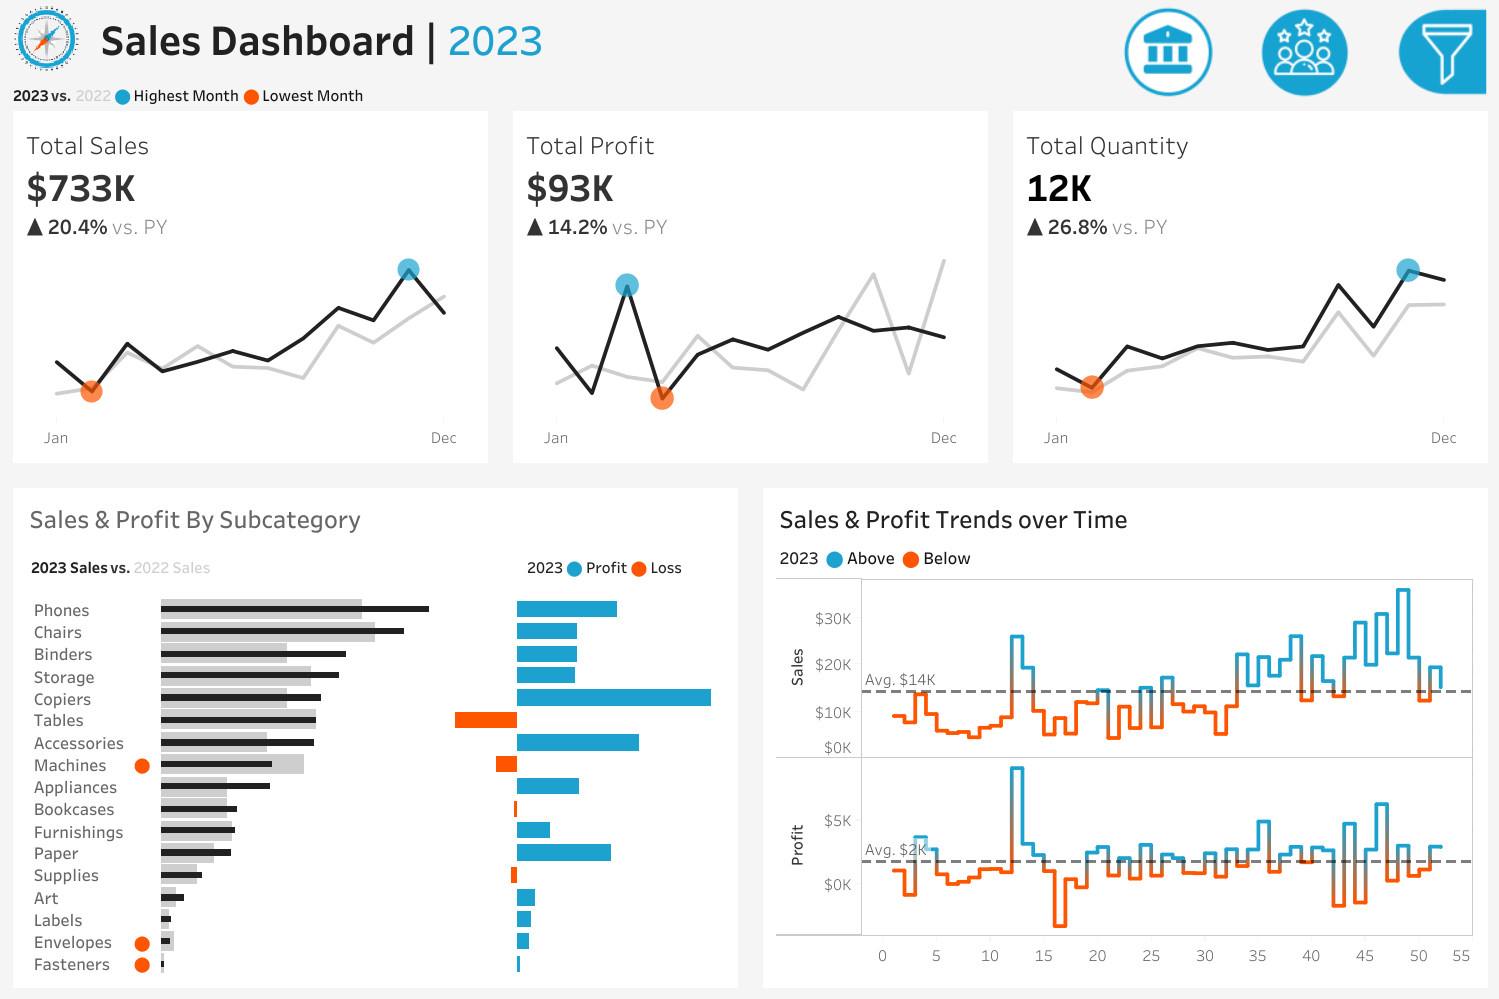 Sales Dashboard | 2023
2023 vs. 2022 Highest Month Lowest Month
Total Sales
$733K
▲ 20.4% vs. PY
Jan Dec
Total Profit
$93K
▲ 14.2% vs. PY
Jan Dec
Total Quantity
12K
▲ 26.8% vs. PY
Jan Dec
Sales & Profit By Subcategory
2023 Sales vs. 2022 Sales
2023 Profit Loss
Phones
Chairs
Binders
Storage
Copiers
Tables
Accessories
Machines
Appliances
Bookcases
Furnishings
Paper
Supplies
Art
Labels
Envelopes
Fasteners
Sales & Profit Trends over Time
2023 Above Below
Sales
$30K
$20K
Avg. $14K
$10K
$0K
Profit
$5K
Avg. $2K
$0K
0 5 10 15 20 25 30 35 40 45 50 55